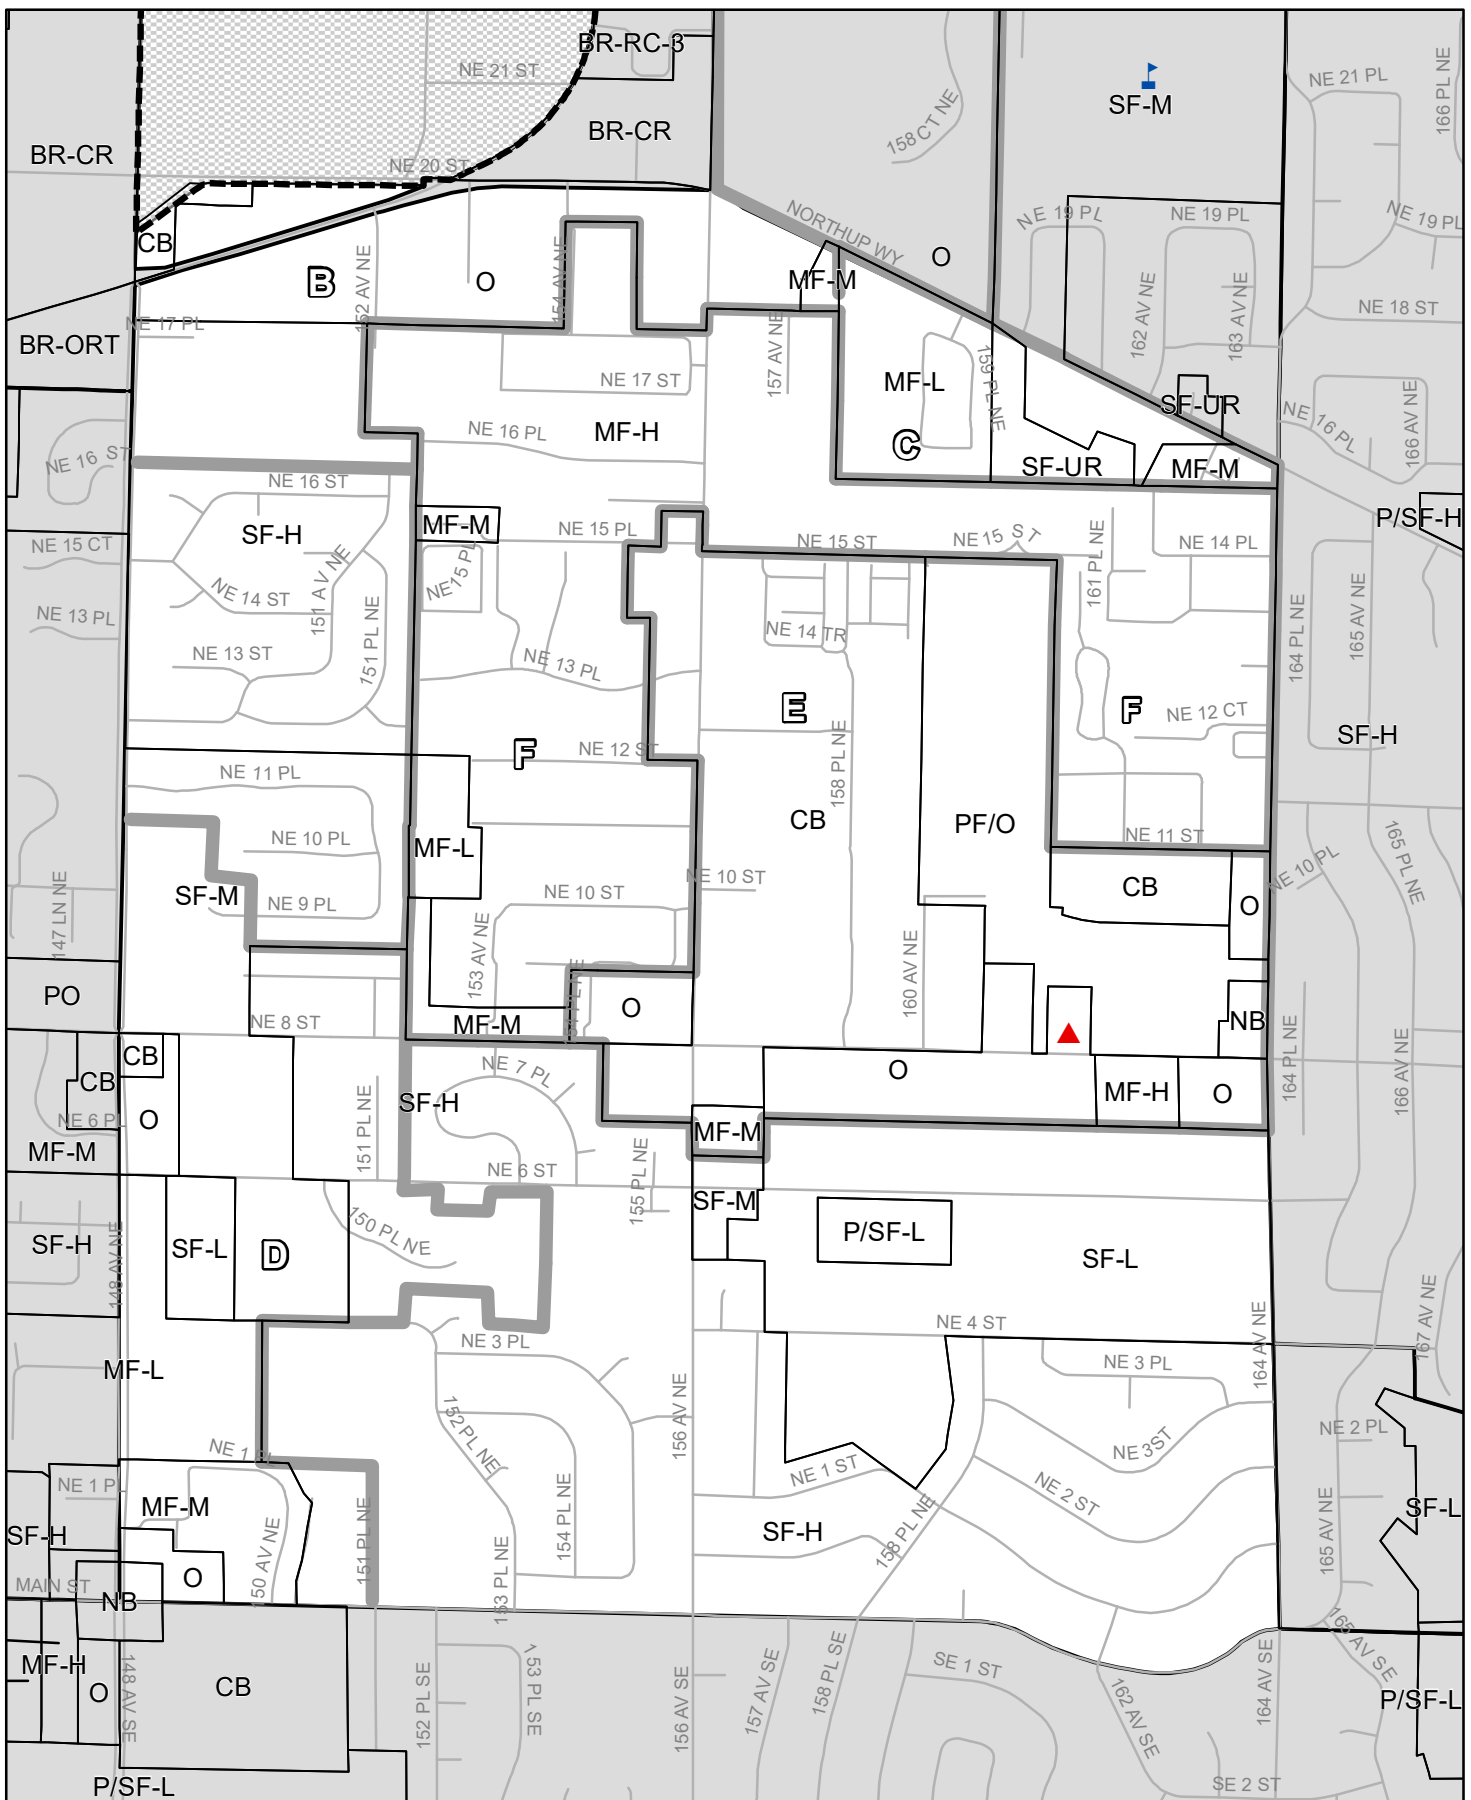 BR-RC-3
NE 21 ST
NE 21 PL
166 PL NE
SF-M
158 CT NE
BR-CR
BR-CR
NE 20 ST
NE 19 PL
NE 19 PL
NE 19 PL
NORTHUP WY
CB
O
B
O
152 AV NE
154 AV NE
MF-M
162 AV NE
163 AV NE
NE 18 ST
NE 17 PL
BR-ORT
157 AV NE
159 PL NE
NE 17 ST
MF-L
SF-UR
166 AV NE
NE 16 PL
NE 16 PL
MF-H
C
SF-UR
MF-M
NE 16 ST
NE 16 ST
P/SF-H
SF-H
MF-M
NE 15 PL
NE 15 ST
NE 15 ST
NE 14 PL
NE 15 CT
NE 15 PL
161 PL NE
151 AV NE
NE 14 ST
NE 13 PL
151 PL NE
NE 14 TR
164 PL NE
165 AV NE
NE 13 ST
NE 13 PL
E
F
NE 12 CT
SF-H
F
NE 12 ST
158 PL NE
NE 11 PL
CB
PF/O
NE 11 ST
NE 10 PL
MF-L
NE 10 PL
165 PL NE
SF-M
NE 9 PL
NE 10 ST
NE 10 ST
CB
O
147 LN NE
153 AV NE
160 AV NE
PO
O
NE 8 ST
MF-M
NB
CB
CB
NE 7 PL
O
164 PL NE
166 AV NE
SF-H
MF-H
O
NE 6 PL
O
151 PL NE
MF-M
MF-M
NE 6 ST
155 PL NE
SF-M
P/SF-L
SF-L
SF-H
148 AV NE
SF-L
D
150 PL NE
NE 4 ST
164 AV NE
167 AV NE
NE 3 PL
NE 3 PL
MF-L
156 AV NE
152 PL NE
NE 3 ST
NE 2 PL
NE 1 ST
NE 2 ST
NE 1 PL
MF-M
154 PL NE
SF-H
SF-H
158 PL NE
165 AV NE
SF-L
150 AV NE
151 PL NE
153 PL NE
MAIN ST
NB
O
MF-H
O
148 AV SE
CB
152 PL SE
153 PL SE
156 AV SE
157 AV SE
158 PL SE
SE 1 ST
162 AV SE
164 AV SE
165 AV SE
P/SF-L
P/SF-L
SE 2 ST